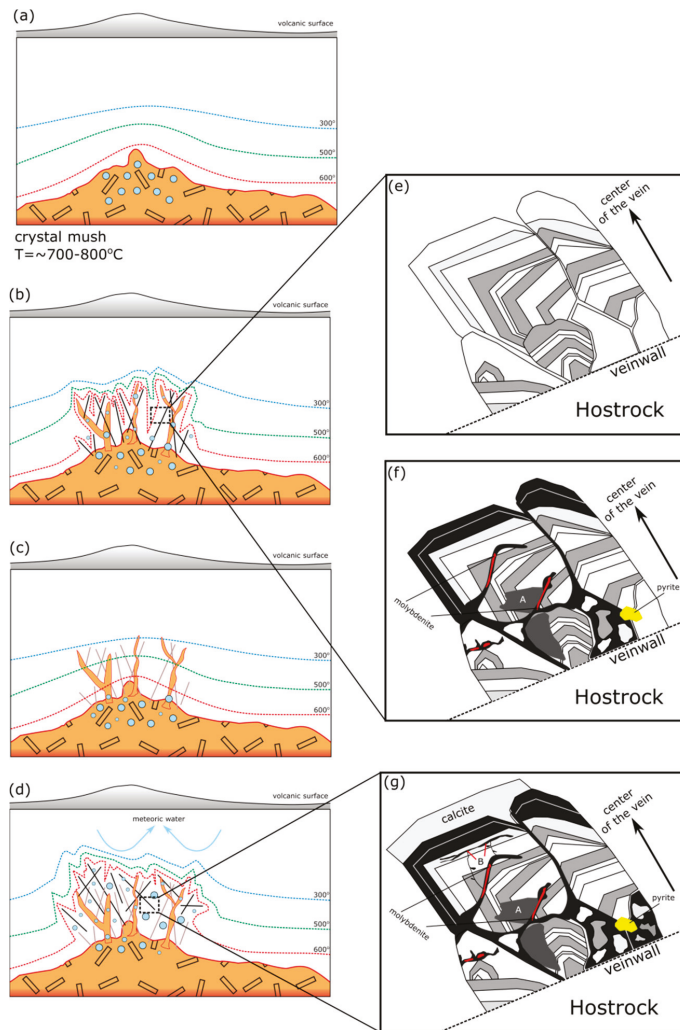 (a)
volcanic surface
300°
500°
600°
crystal mush
T=~700-800°C
(b)
volcanic surface
300°
500°
600°
(c)
volcanic surface
300°
500°
600°
(d)
volcanic surface
meteoric water
300°
500°
600°
(e)
center
of the vein
veinwall
Hostrock
(f)
center
of the vein
molybdenite
A
pyrite
veinwall
Hostrock
(g)
calcite
center
of the vein
B
molybdenite
A
pyrite
veinwall
Hostrock